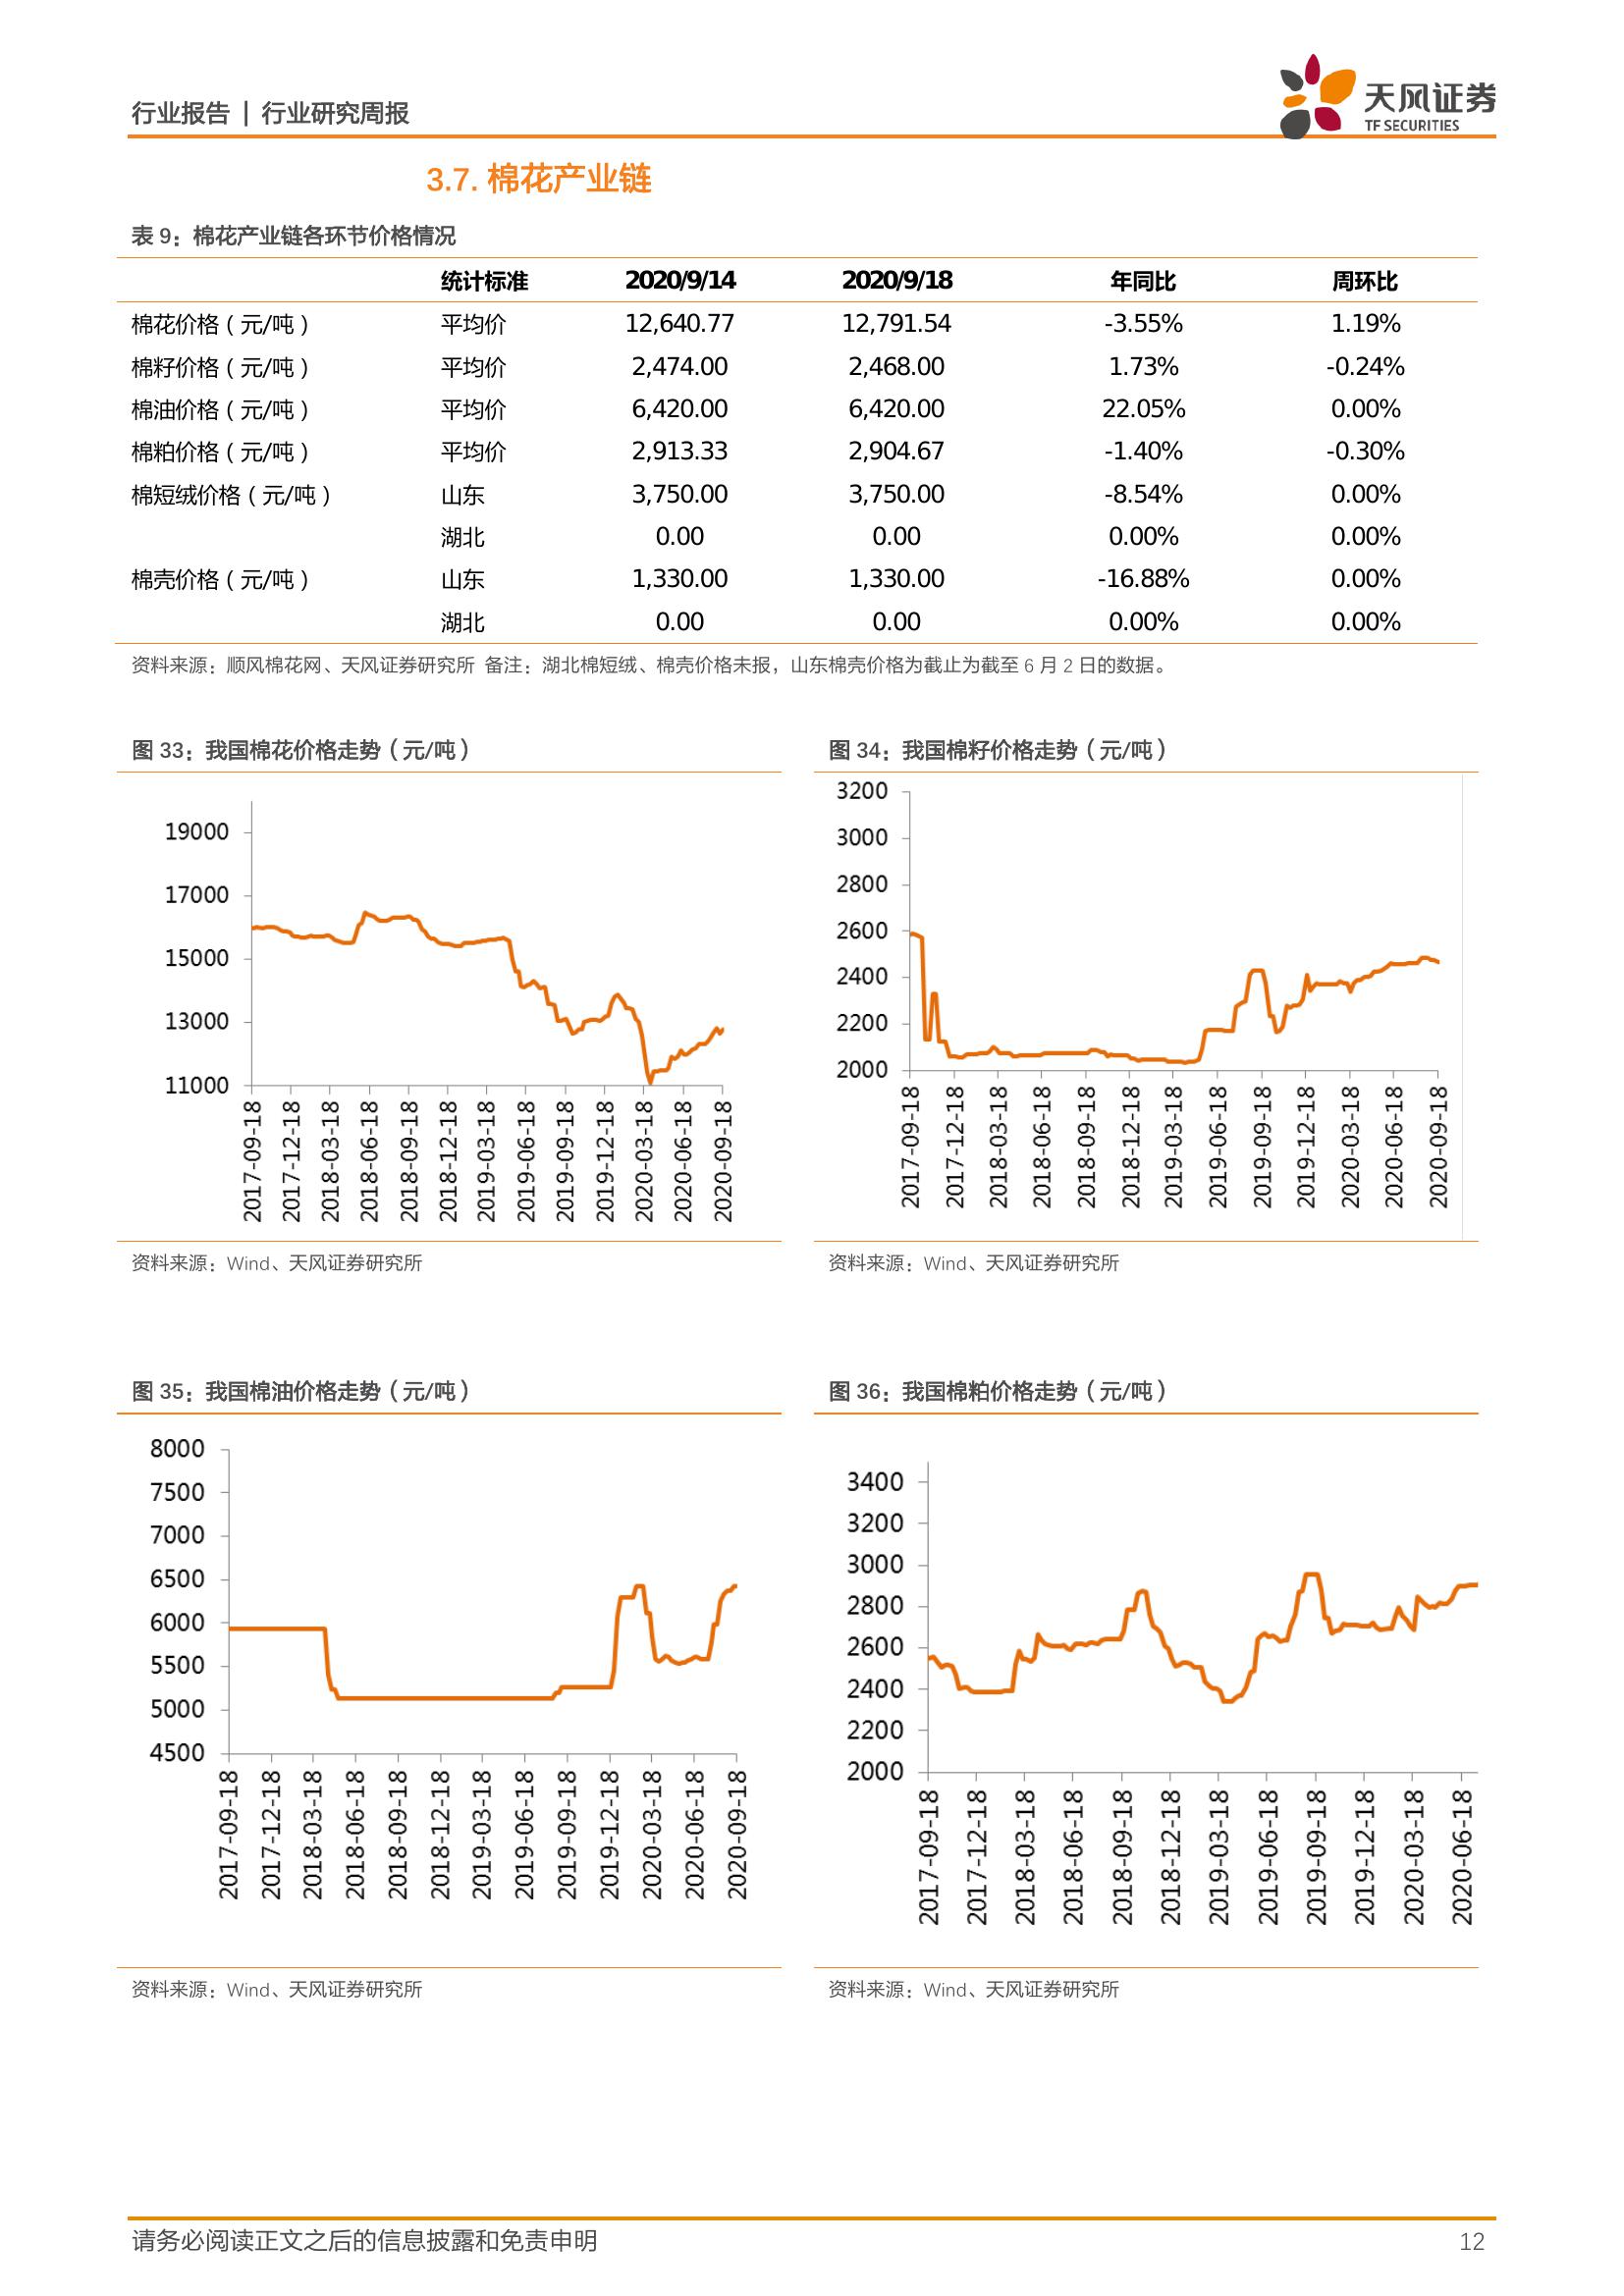 行业报告 | 行业研究周报
天风证券
TF SECURITIES
3.7. 棉花产业链
表 9：棉花产业链各环节价格情况
统计标准 2020/9/14 2020/9/18 年同比 周环比
棉花价格（元/吨） 平均价 12,640.77 12,791.54 -3.55% 1.19%
棉籽价格（元/吨） 平均价 2,474.00 2,468.00 1.73% -0.24%
棉油价格（元/吨） 平均价 6,420.00 6,420.00 22.05% 0.00%
棉粕价格（元/吨） 平均价 2,913.33 2,904.67 -1.40% -0.30%
棉短绒价格（元/吨） 山东 3,750.00 3,750.00 -8.54% 0.00%
湖北 0.00 0.00 0.00% 0.00%
棉壳价格（元/吨） 山东 1,330.00 1,330.00 -16.88% 0.00%
湖北 0.00 0.00 0.00% 0.00%
资料来源：顺风棉花网、天风证券研究所 备注：湖北棉短绒、棉壳价格未报，山东棉壳价格为截止为截至 6 月 2 日的数据。
图 33：我国棉花价格走势（元/吨）
19000
17000
15000
13000
11000
2017-09-18 2017-12-18 2018-03-18 2018-06-18 2018-09-18 2018-12-18 2019-03-18 2019-06-18 2019-09-18 2019-12-18 2020-03-18 2020-06-18 2020-09-18
资料来源：Wind、天风证券研究所
图 34：我国棉籽价格走势（元/吨）
3200
3000
2800
2600
2400
2200
2000
2017-09-18 2017-12-18 2018-03-18 2018-06-18 2018-09-18 2018-12-18 2019-03-18 2019-06-18 2019-09-18 2019-12-18 2020-03-18 2020-06-18 2020-09-18
资料来源：Wind、天风证券研究所
图 35：我国棉油价格走势（元/吨）
8000
7500
7000
6500
6000
5500
5000
4500
2017-09-18 2017-12-18 2018-03-18 2018-06-18 2018-09-18 2018-12-18 2019-03-18 2019-06-18 2019-09-18 2019-12-18 2020-03-18 2020-06-18 2020-09-18
资料来源：Wind、天风证券研究所
图 36：我国棉粕价格走势（元/吨）
3400
3200
3000
2800
2600
2400
2200
2000
2017-09-18 2017-12-18 2018-03-18 2018-06-18 2018-09-18 2018-12-18 2019-03-18 2019-06-18 2019-09-18 2019-12-18 2020-03-18 2020-06-18
资料来源：Wind、天风证券研究所
请务必阅读正文之后的信息披露和免责申明 12